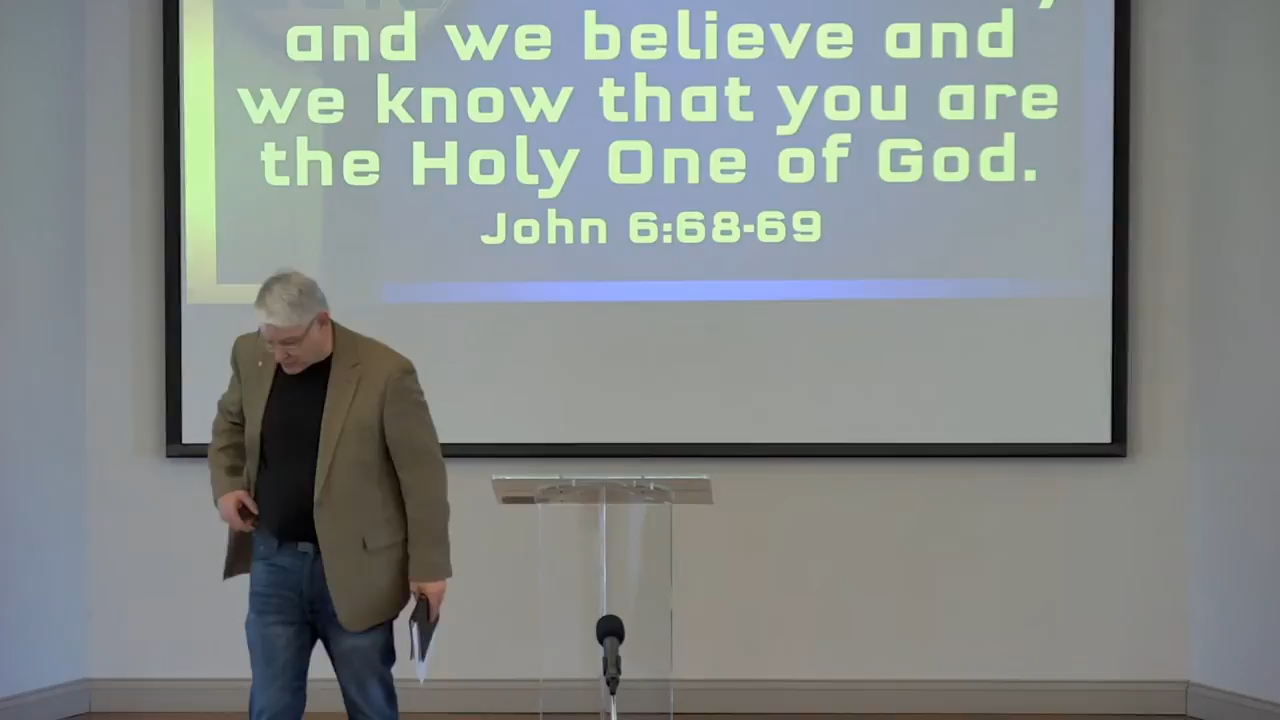 and we believe and
we know that you are
the Holy One of God.
John 6:68-69